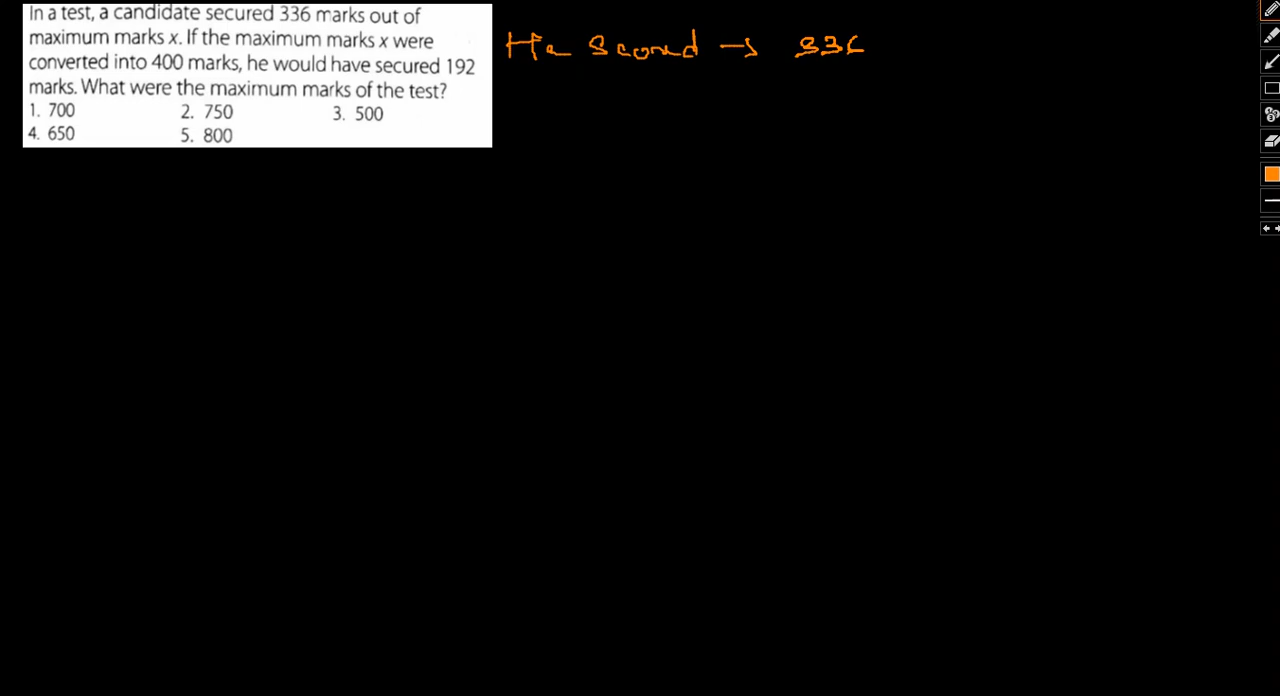 In a test, a candidate secured 336 marks out of
maximum marks x. If the maximum marks x were
converted into 400 marks, he would have secured 192
marks. What were the maximum marks of the test?
1. 700 2. 750 3. 500
4. 650 5. 800
He Scored → 336